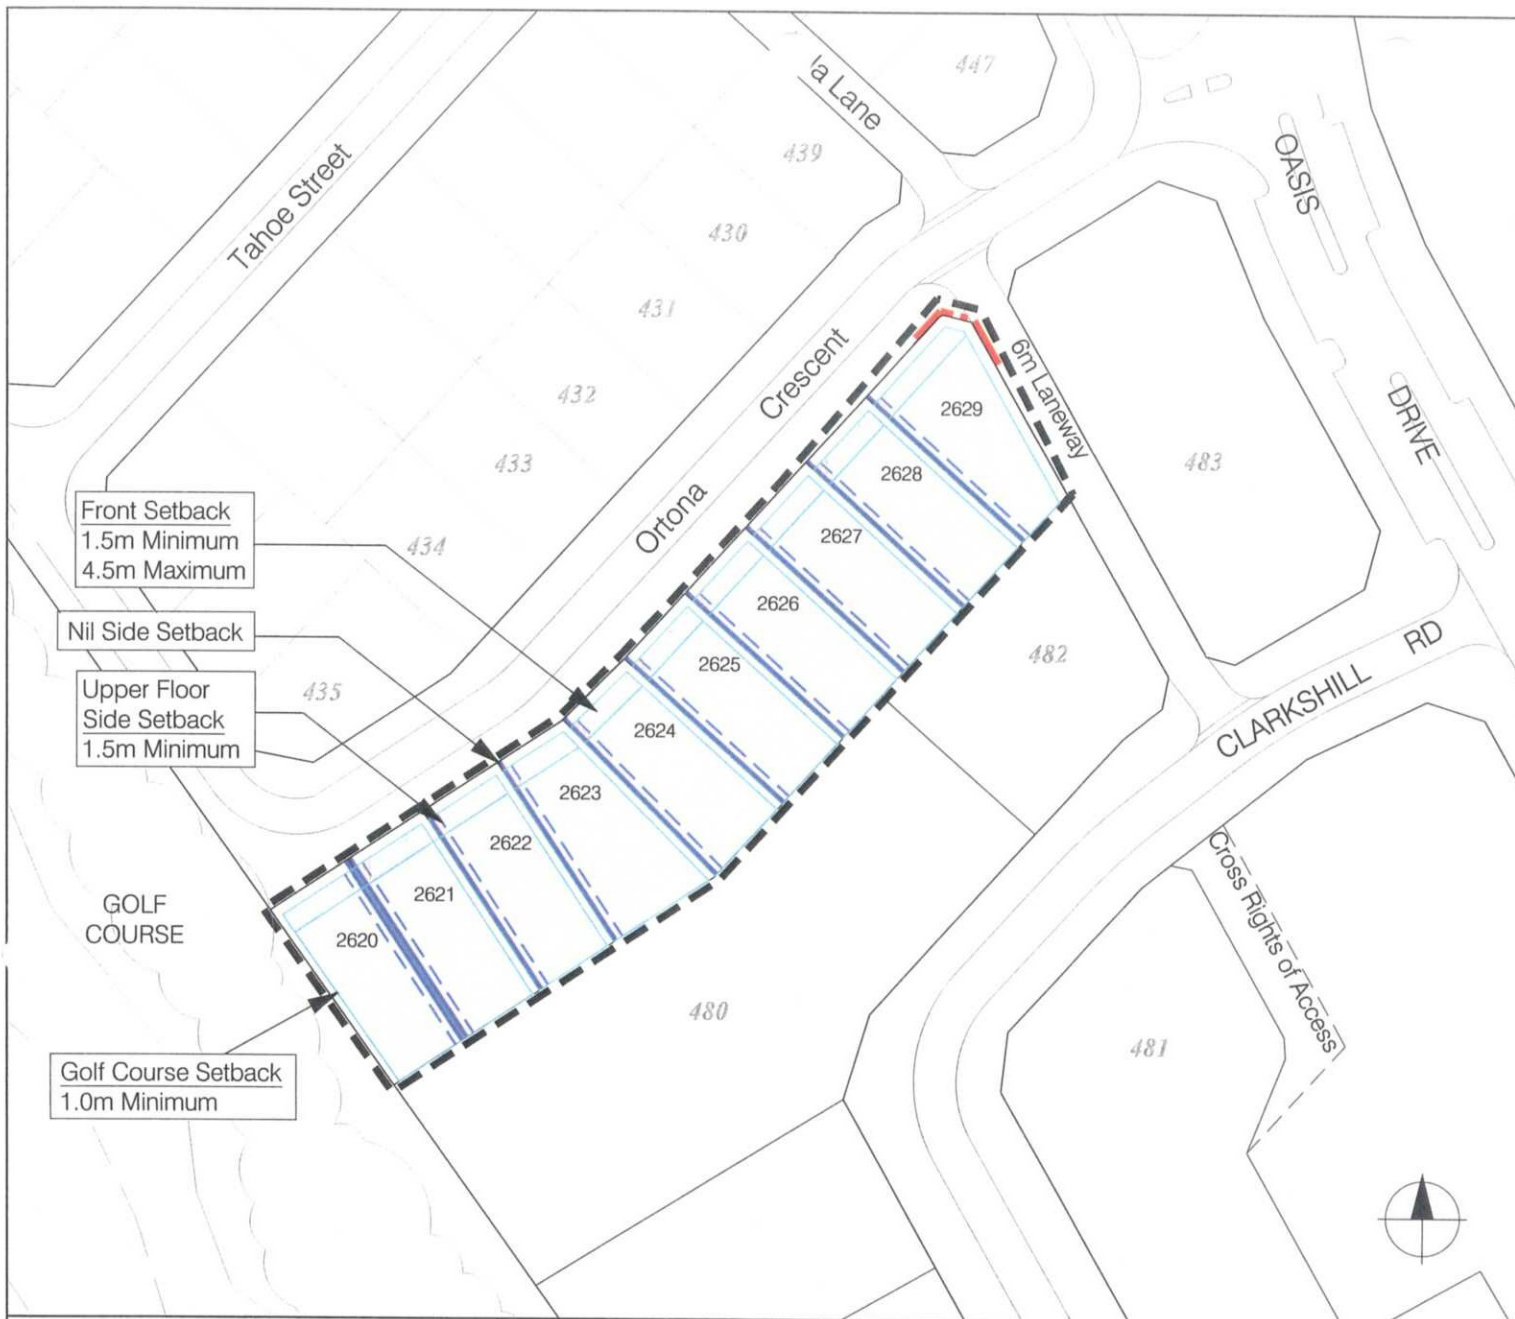 447
la Lane
439
OASIS
Tahoe Street
430
431
6m Laneway
Crescent
432
2629
DRIVE
433
2628
483
Front Setback
1.5m Minimum
4.5m Maximum
434
Ortona
2627
2626
Nil Side Setback
2625
482
RD
CLARKSHILL
Upper Floor
Side Setback
1.5m Minimum
435
2624
2623
2622
2621
2620
GOLF
COURSE
Cross Rights of Access
480
481
Golf Course Setback
1.0m Minimum